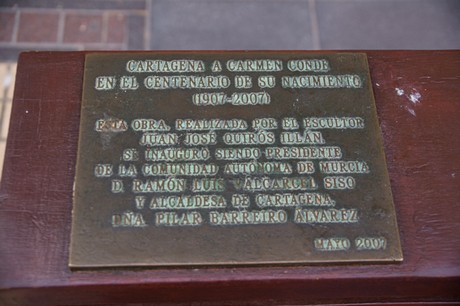 CARTAGENA A CARMEN CONDE
EN EL CENTENARIO DE SU NACIMIENTO
(1907-2007)
ESTA OBRA, REALIZADA POR EL ESCULTOR
JUAN JOSÉ QUIRÓS ILLÁN,
SE INAUGURÓ SIENDO PRESIDENTE
DE LA COMUNIDAD AUTÓNOMA DE MURCIA
D. RAMÓN LUIS VALCÁRCEL SISO
Y ALCALDESA DE CARTAGENA,
DÑA. PILAR BARREIRO ÁLVAREZ
MAYO 2007